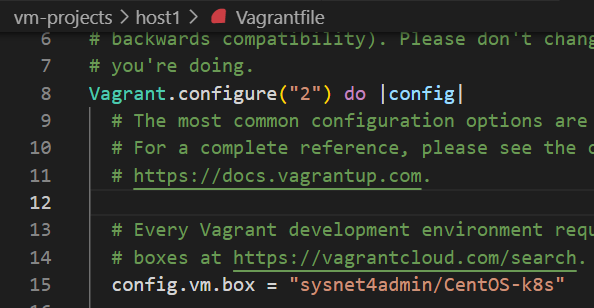 vm-projects > host1 > Vagrantfile
6 # backwards compatibility). Please don't chang
7 # you're doing.
8 Vagrant.configure("2") do |config|
9 # The most common configuration options are
10 # For a complete reference, please see the
11 # https://docs.vagrantup.com.
12
13 # Every Vagrant development environment requ
14 # boxes at https://vagrantcloud.com/search.
15 config.vm.box = "sysnet4admin/CentOS-k8s"